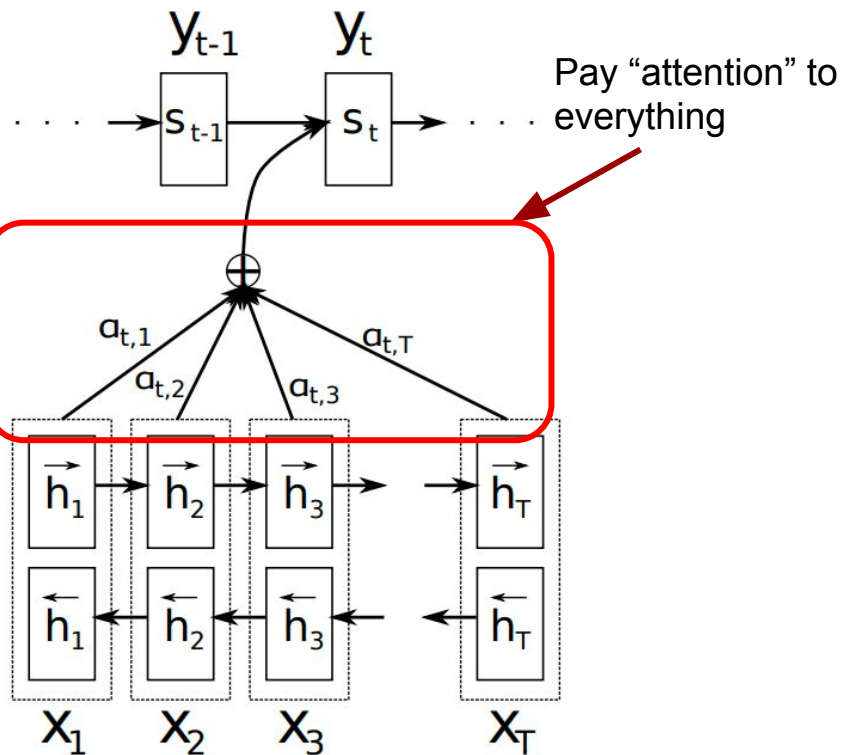 y_{t-1} y_t
Pay “attention” to
everything
. . . s_{t-1} s_t . . .
a_{t,1} a_{t,2} a_{t,3} a_{t,T}
→h_1 →h_2 →h_3 →h_T
←h_1 ←h_2 ←h_3 ←h_T
x_1 x_2 x_3 x_T